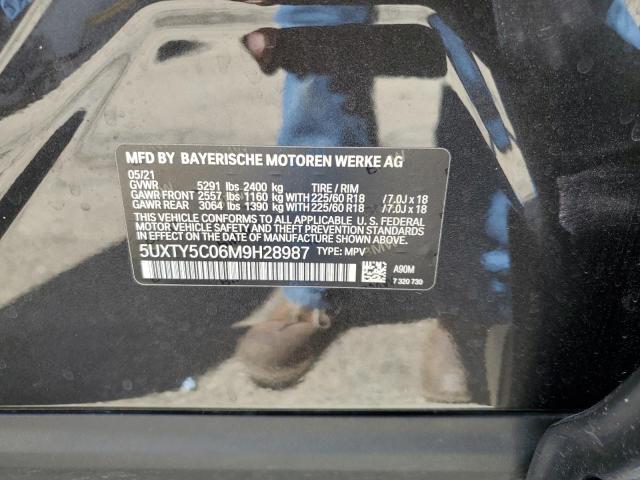 MFD BY BAYERISCHE MOTOREN WERKE AG
05/21
GVWR 5291 lbs 2400 kg TIRE / RIM
GAWR FRONT 2557 lbs 1160 kg WITH 225/60 R18 /7.0J x 18
GAWR REAR 3064 lbs 1390 kg WITH 225/60 R18 /7.0J x 18
THIS VEHICLE CONFORMS TO ALL APPLICABLE U. S. FEDERAL
MOTOR VEHICLE SAFETY, BUMPER, AND THEFT PREVENTION STANDARDS
IN EFFECT ON THE DATE OF MANUFACTURE SHOWN ABOVE.
5UXTY5C06M9H28987 TYPE: MPV
A90M
7 320 730